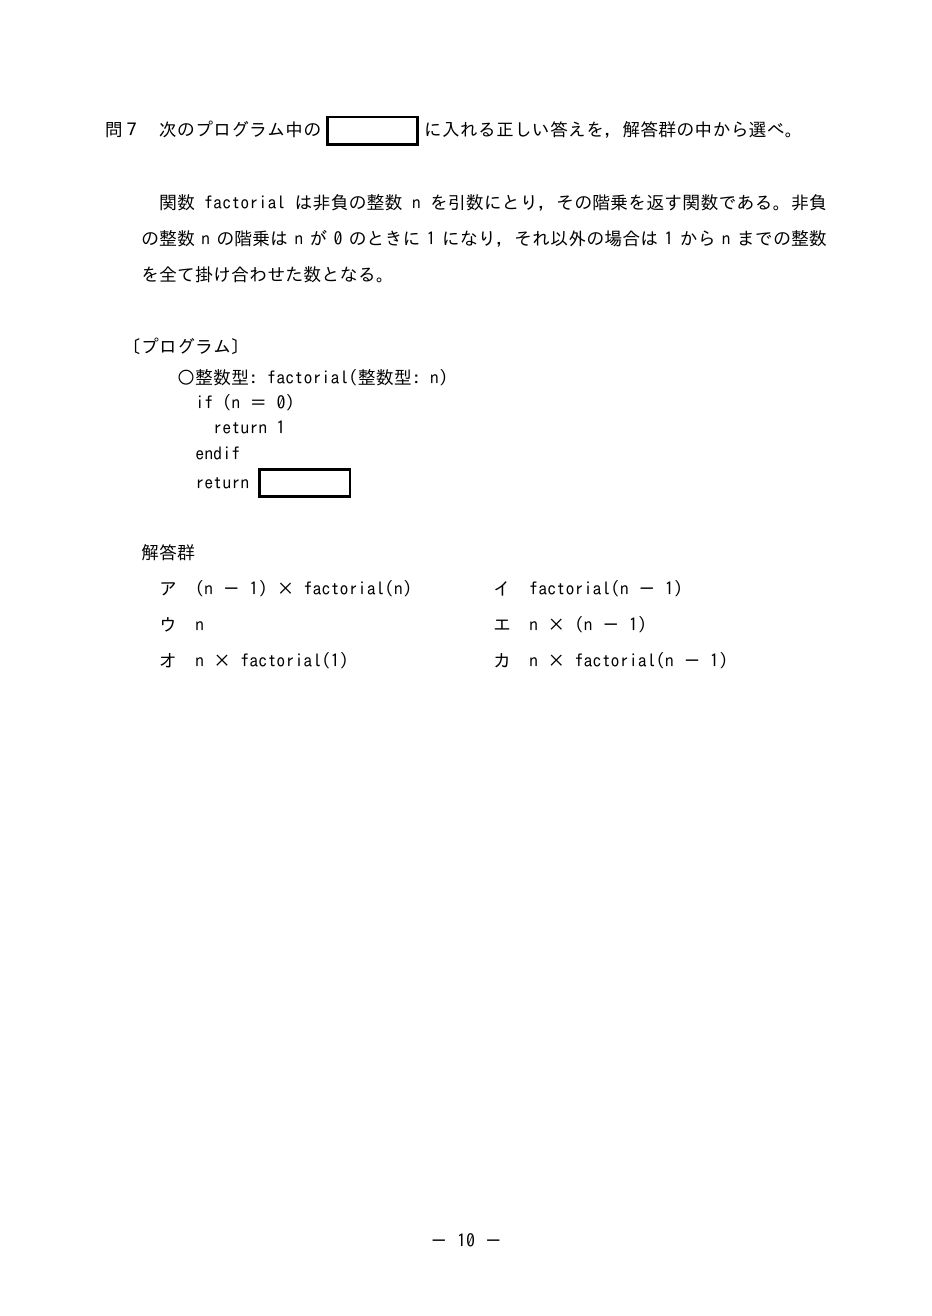 問７　次のプログラム中の　　　　　に入れる正しい答えを，解答群の中から選べ。
関数 factorial は非負の整数 n を引数にとり，その階乗を返す関数である。非負
の整数 n の階乗は n が 0 のときに 1 になり，それ以外の場合は 1 から n までの整数
を全て掛け合わせた数となる。
〔プログラム〕
○整数型: factorial(整数型: n)
if (n ＝ 0)
return 1
endif
return
解答群
ア　(n － 1) × factorial(n)　イ　factorial(n － 1)
ウ　n　エ　n × (n － 1)
オ　n × factorial(1)　カ　n × factorial(n － 1)
－ 10 －